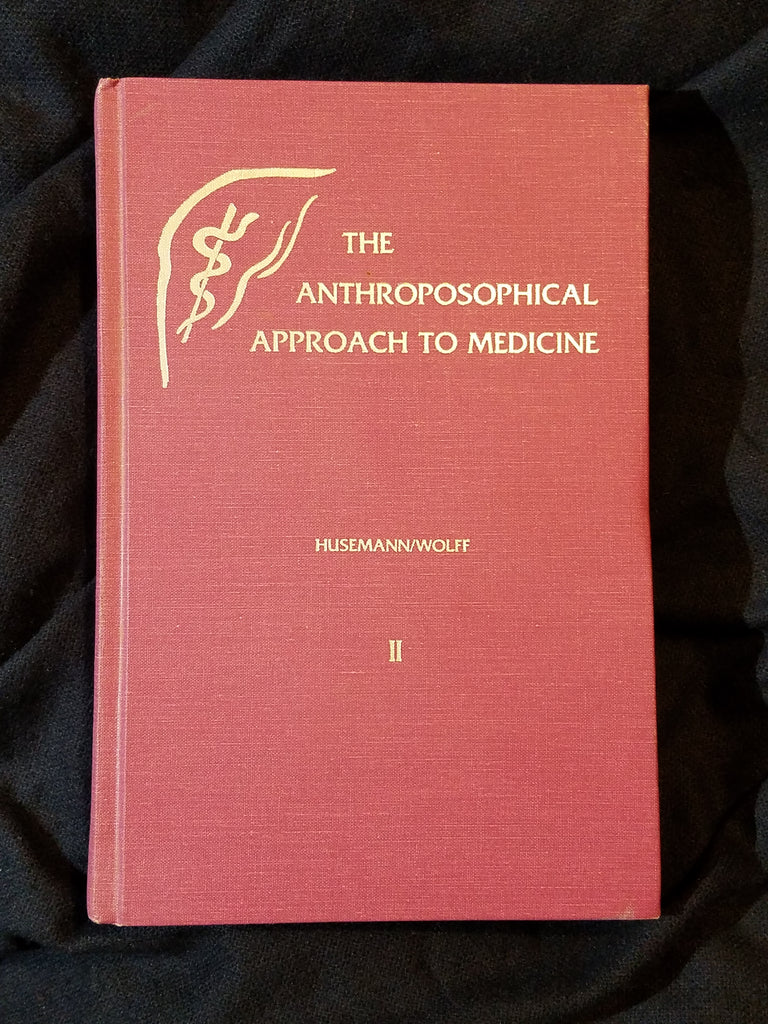 THE
ANTHROPOSOPHICAL
APPROACH TO MEDICINE
HUSEMANN/WOLFF
II